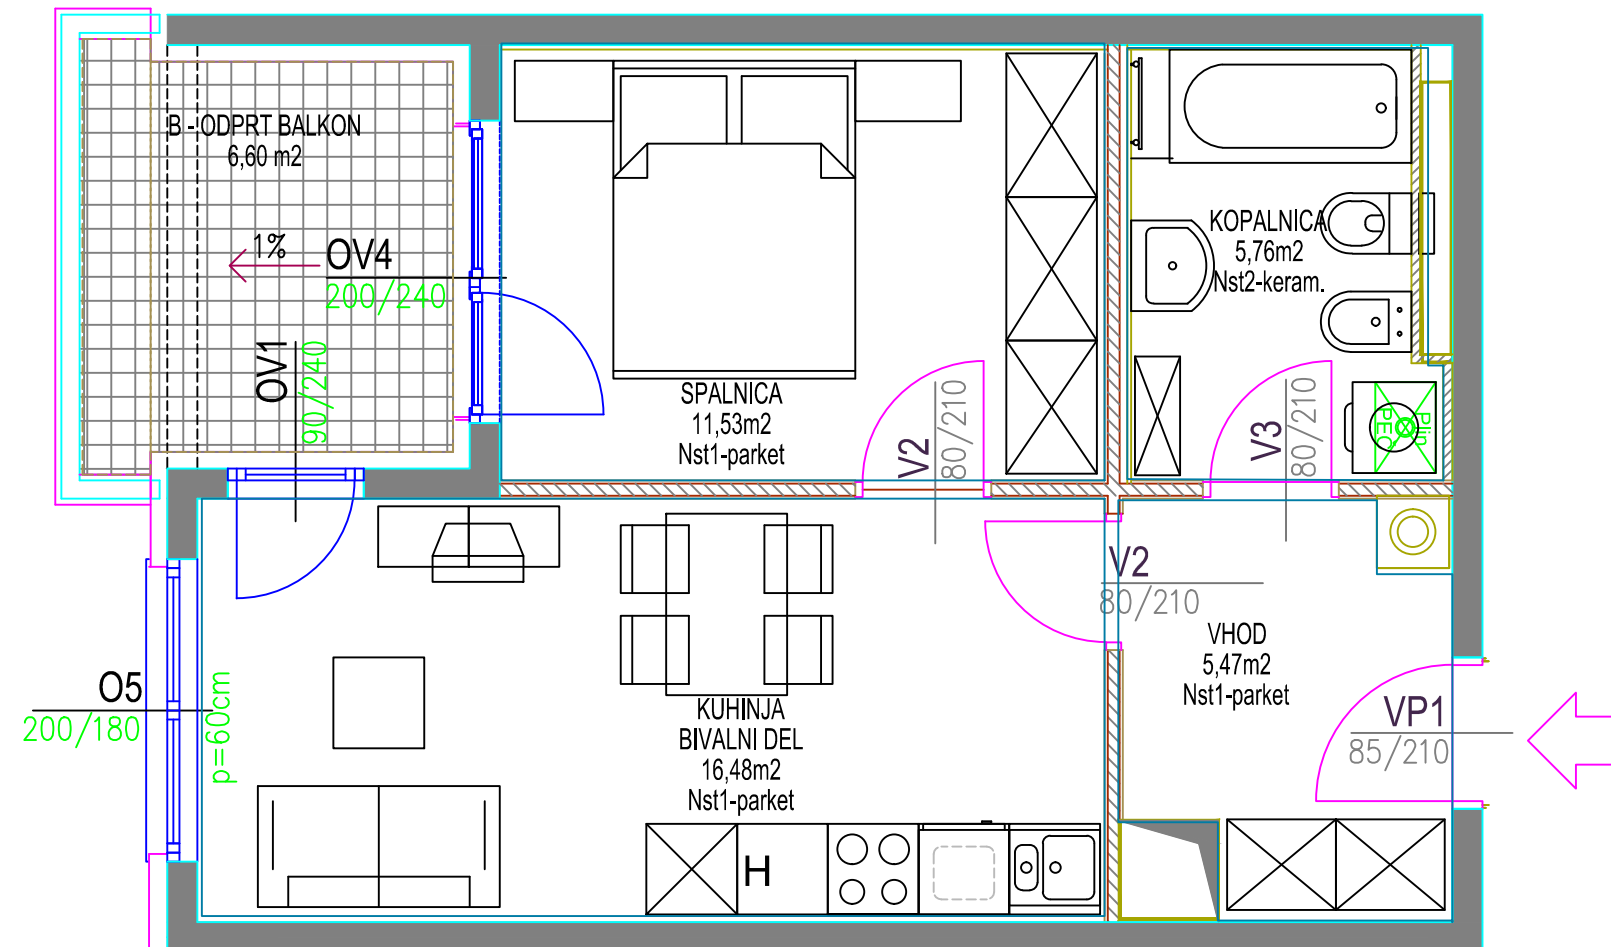 B - ODPRT BALKON
6,60 m2
1%
OV4
200/240
OV1
90/240
SPALNICA
11,53m2
Nst1-parket
V2
80/210
KOPALNICA
5,76m2
Nst2-keram.
V3
80/210
Plin
PEČ
V2
80/210
VHOD
5,47m2
Nst1-parket
VP1
85/210
O5
200/180
p=60cm
KUHINJA
BIVALNI DEL
16,48m2
Nst1-parket
H